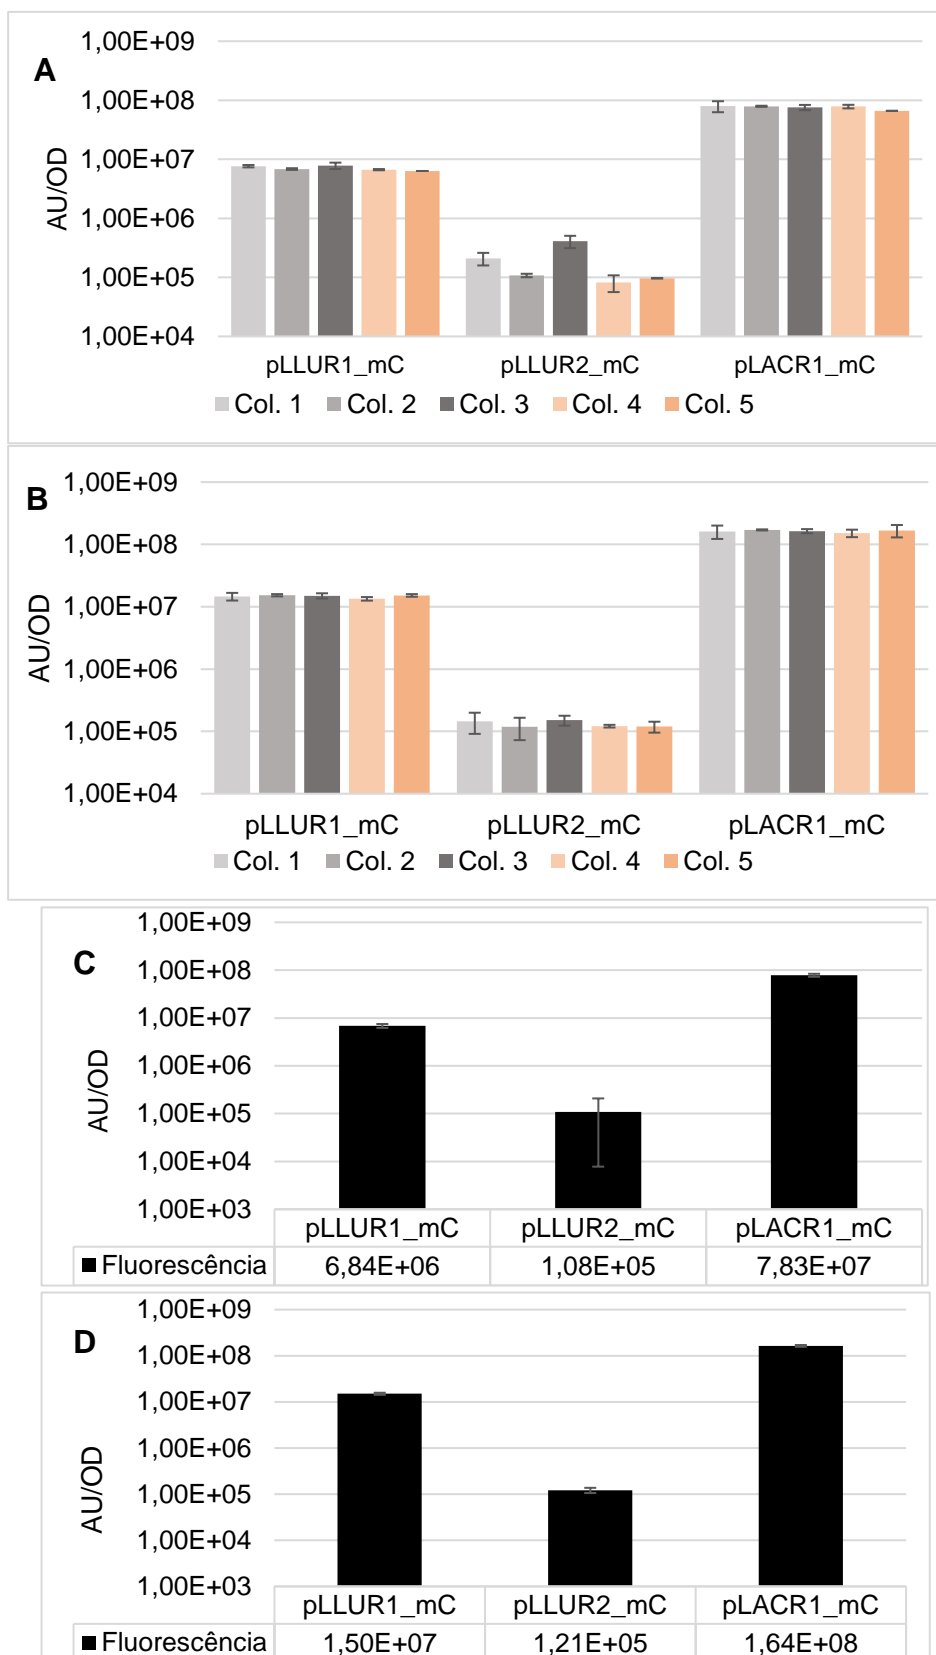 A
1,00E+09
1,00E+08
1,00E+07
1,00E+06
1,00E+05
1,00E+04
AU/OD
pLLUR1_mC pLLUR2_mC pLACR1_mC
Col. 1 Col. 2 Col. 3 Col. 4 Col. 5
B
1,00E+09
1,00E+08
1,00E+07
1,00E+06
1,00E+05
1,00E+04
AU/OD
pLLUR1_mC pLLUR2_mC pLACR1_mC
Col. 1 Col. 2 Col. 3 Col. 4 Col. 5
C
1,00E+09
1,00E+08
1,00E+07
1,00E+06
1,00E+05
1,00E+04
1,00E+03
AU/OD
pLLUR1_mC pLLUR2_mC pLACR1_mC
Fluorescência 6,84E+06 1,08E+05 7,83E+07
D
1,00E+09
1,00E+08
1,00E+07
1,00E+06
1,00E+05
1,00E+04
1,00E+03
AU/OD
pLLUR1_mC pLLUR2_mC pLACR1_mC
Fluorescência 1,50E+07 1,21E+05 1,64E+08